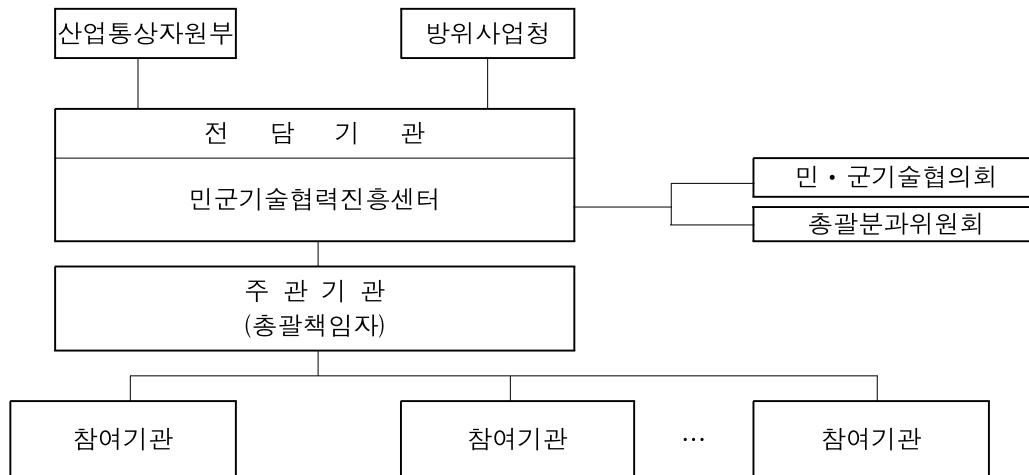 산업통상자원부
방위사업청
전 담 기 관
민군기술협력진흥센터
민·군기술협의회
총괄분과위원회
주 관 기 관
(총괄책임자)
참여기관
참여기관
…
참여기관